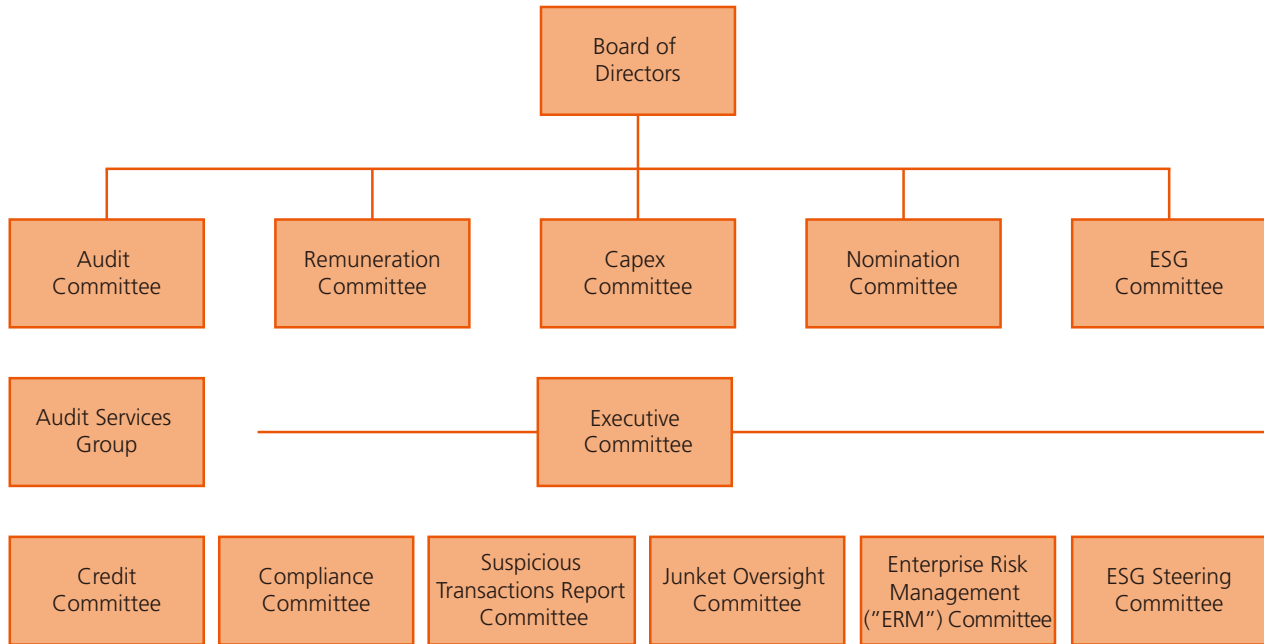 Board of
Directors
Audit
Committee
Remuneration
Committee
Capex
Committee
Nomination
Committee
ESG
Committee
Audit Services
Group
Executive
Committee
Credit
Committee
Compliance
Committee
Suspicious
Transactions Report
Committee
Junket Oversight
Committee
Enterprise Risk
Management
(”ERM”) Committee
ESG Steering
Committee